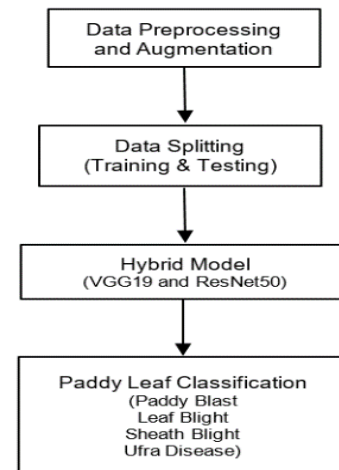 Data Preprocessing
and Augmentation
Data Splitting
(Training & Testing)
Hybrid Model
(VGG19 and ResNet50)
Paddy Leaf Classification
(Paddy Blast
Leaf Blight
Sheath Blight
Ufra Disease)